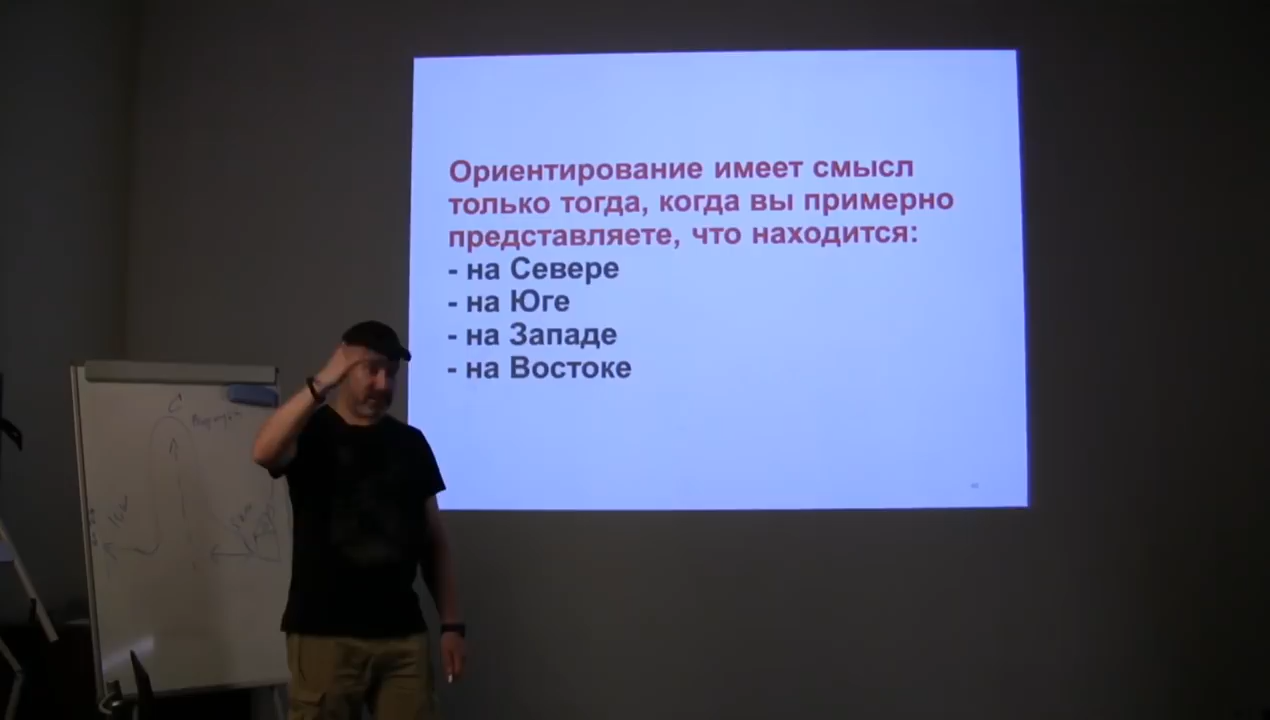 Ориентирование имеет смысл
только тогда, когда вы примерно
представляете, что находится:
- на Севере
- на Юге
- на Западе
- на Востоке
С